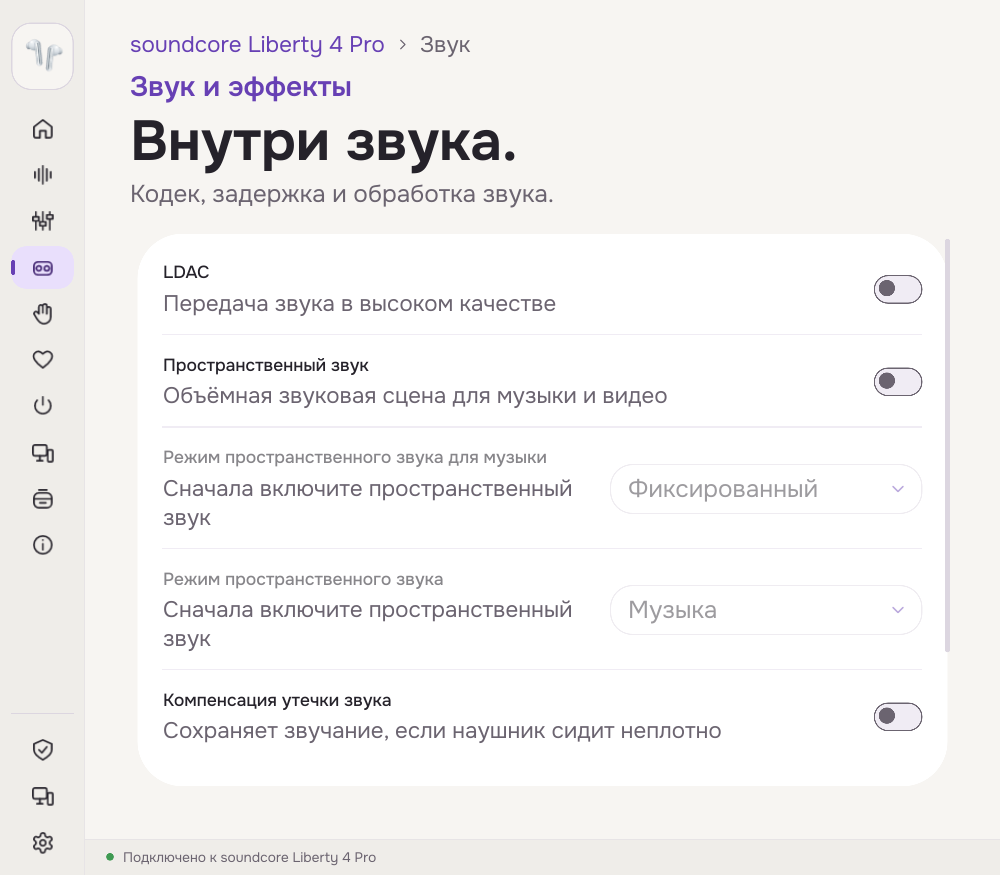 soundcore Liberty 4 Pro > Звук
Звук и эффекты
Внутри звука.
Кодек, задержка и обработка звука.
LDAC
Передача звука в высоком качестве
Пространственный звук
Объёмная звуковая сцена для музыки и видео
Режим пространственного звука для музыки
Сначала включите пространственный
звук
Фиксированный
Режим пространственного звука
Сначала включите пространственный
звук
Музыка
Компенсация утечки звука
Сохраняет звучание, если наушник сидит неплотно
Подключено к soundcore Liberty 4 Pro